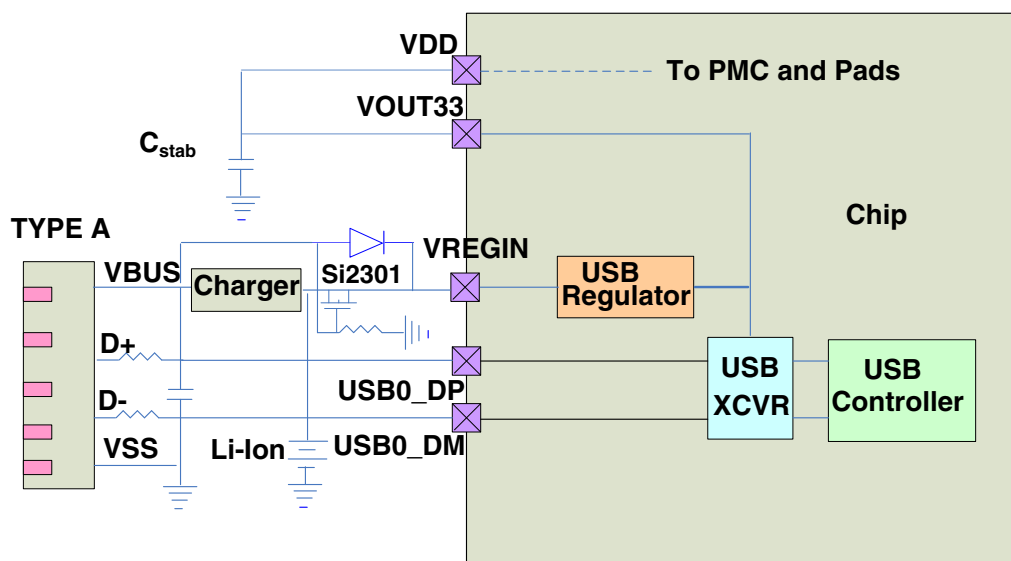 VDD
To PMC and Pads
VOUT33
C_stab
Chip
TYPE A
VBUS
Charger
Si2301
VREGIN
USB
Regulator
D+
USB0_DP
USB
XCVR
USB
Controller
D-
VSS
Li-Ion
USB0_DM